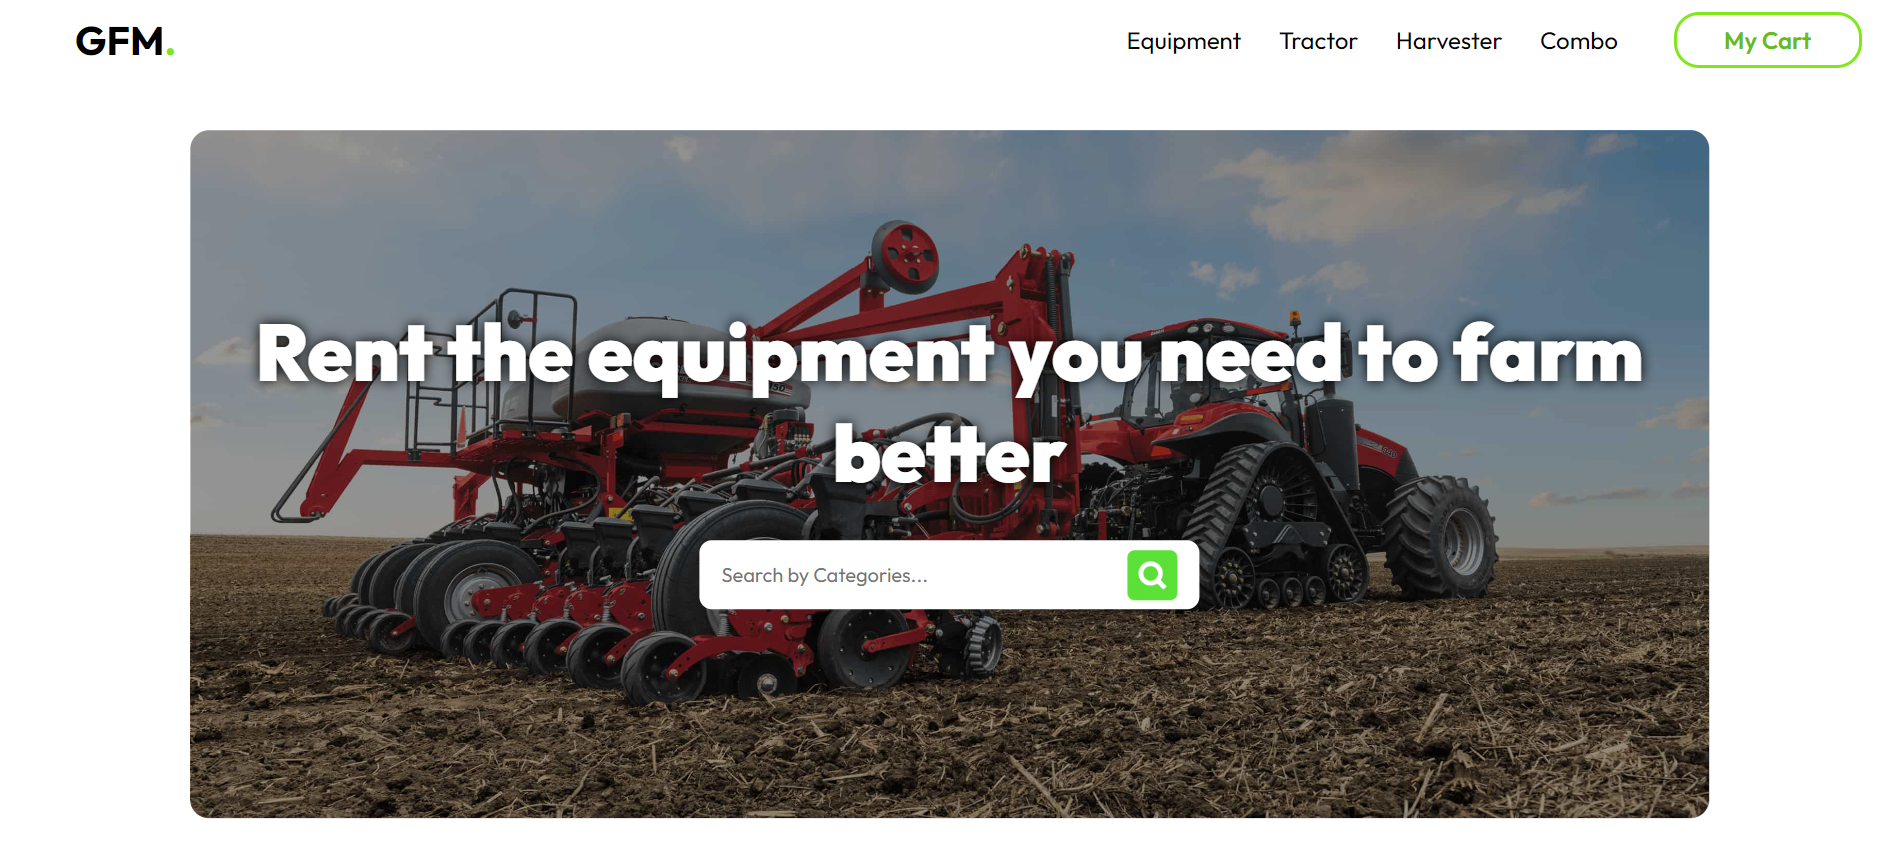 GFM.
Equipment
Tractor
Harvester
Combo
My Cart
Rent the equipment you need to farm
better
Search by Categories...